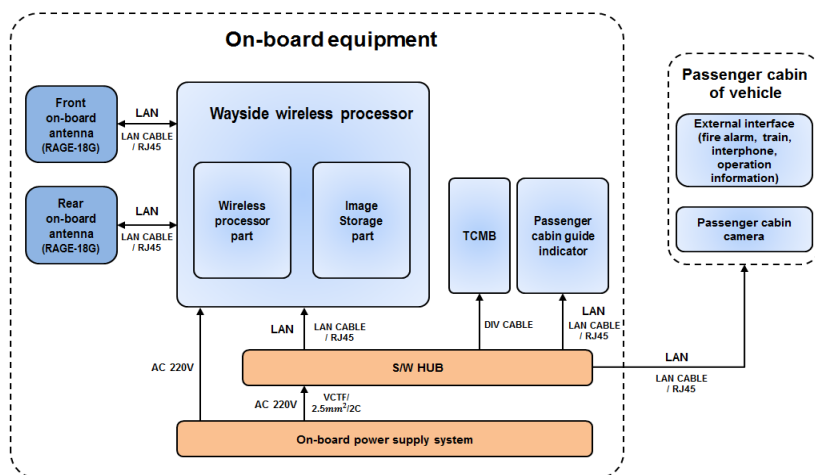 On-board equipment
Front
on-board
antenna
(RAGE-18G)
LAN
LAN CABLE
/ RJ45
Rear
on-board
antenna
(RAGE-18G)
LAN
LAN CABLE
/ RJ45
Wayside wireless processor
Wireless
processor
part
Image
Storage
part
TCMB
Passenger
cabin guide
indicator
Passenger cabin
of vehicle
External interface
(fire alarm, train,
interphone,
operation
information)
Passenger cabin
camera
AC 220V
LAN
LAN CABLE
/ RJ45
DIV CABLE
LAN
LAN CABLE
/ RJ45
S/W HUB
LAN
LAN CABLE
/ RJ45
AC 220V
VCTF/
2.5mm²/2C
On-board power supply system